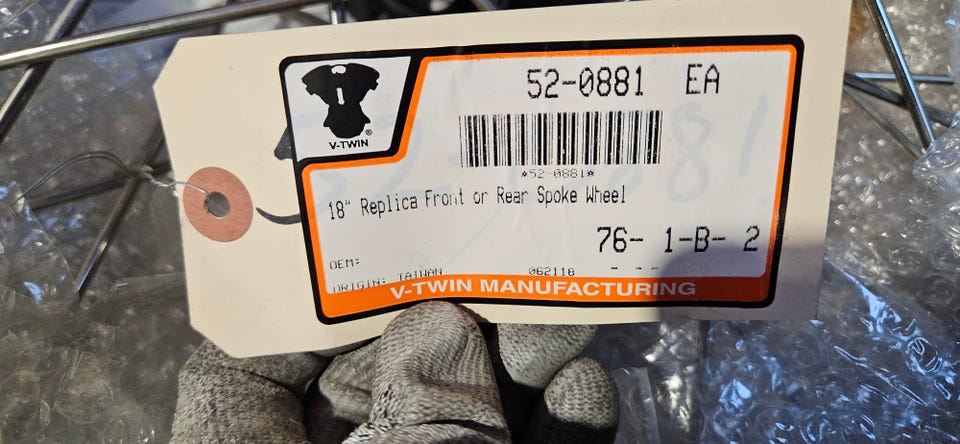 52-0881 EA
V-TWIN ®
*52-0881*
18" Replica Front or Rear Spoke Wheel
76- 1-B- 2
OEM:
ORIGIN: TAIWAN 062118 - - -
V-TWIN MANUFACTURING